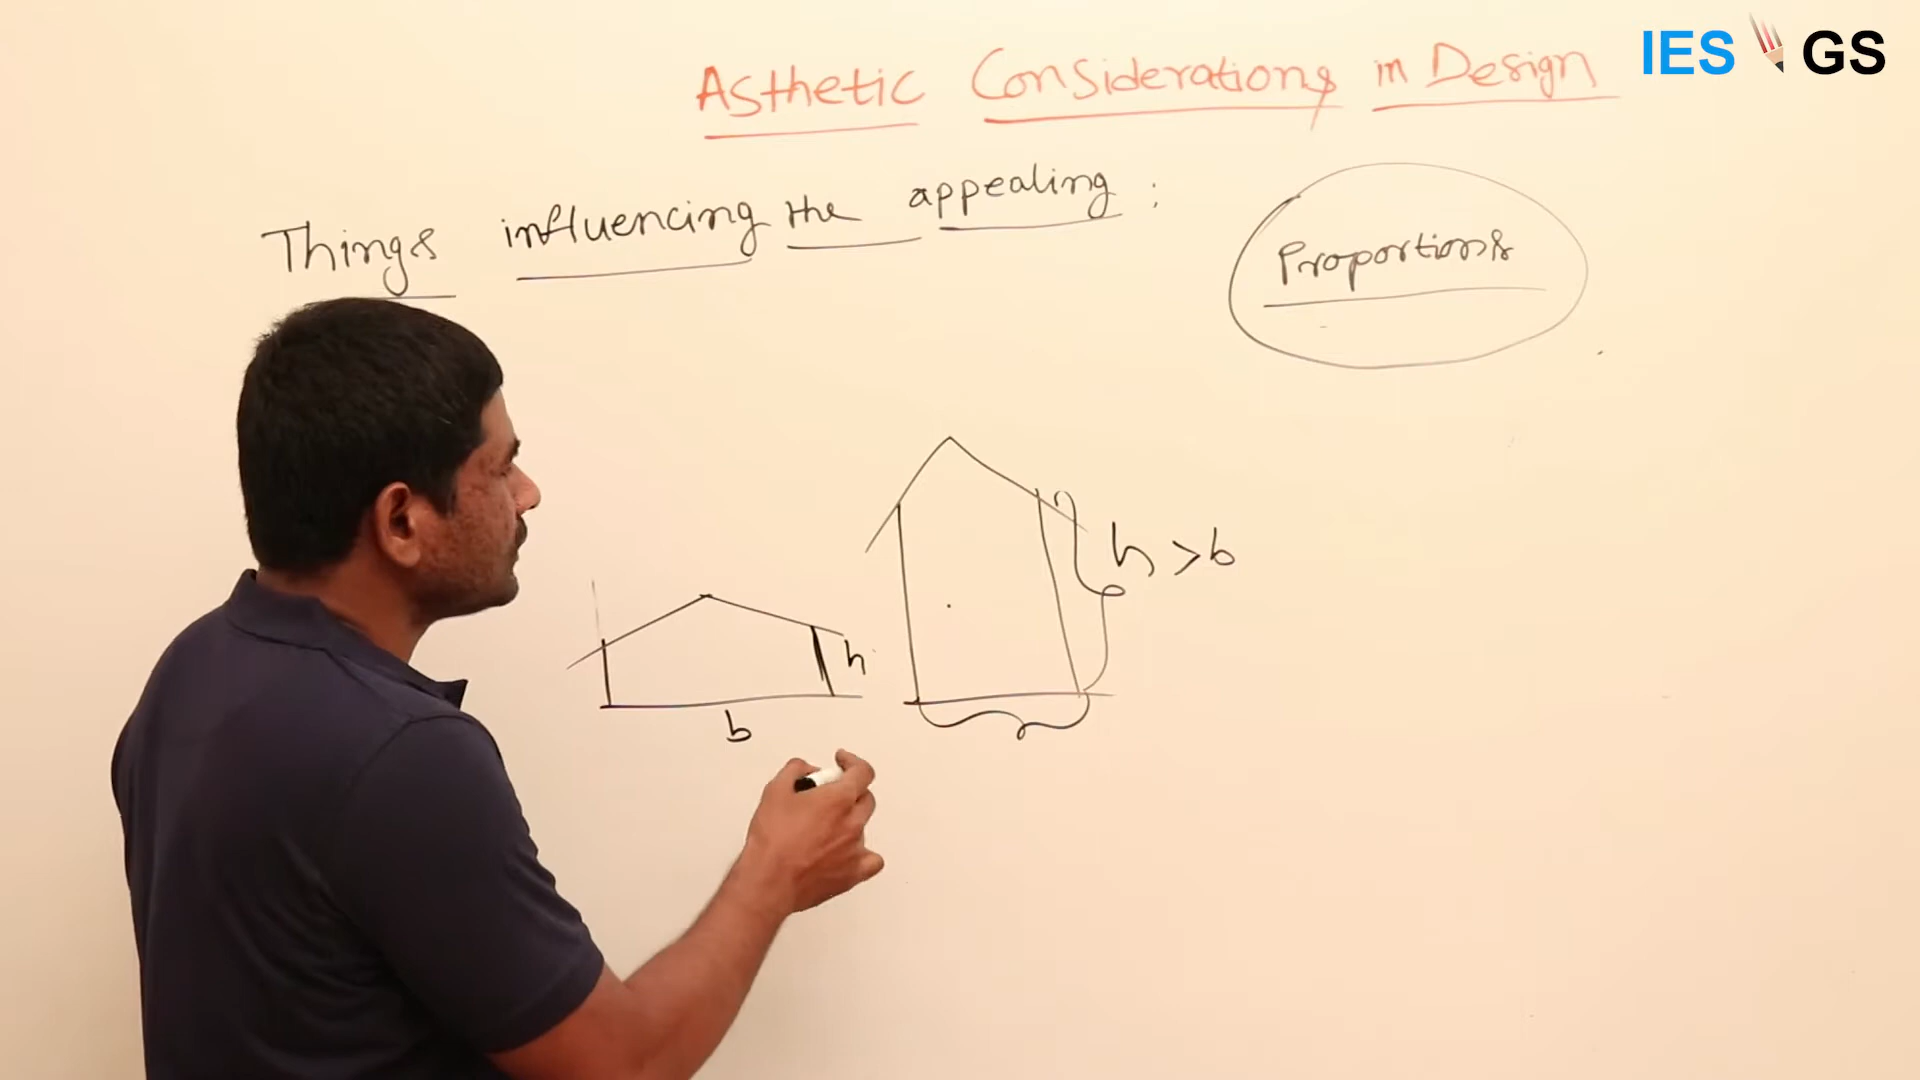 IES GS
Asthetic Considerations in Design
Things influencing the appealing :
Proportions
h > b
h
b